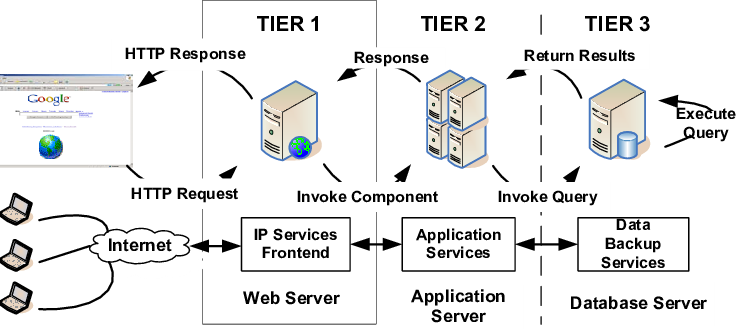 TIER 1
TIER 2
TIER 3
HTTP Response
Response
Return Results
Google
Execute
Query
HTTP Request
Invoke Component
Invoke Query
Internet
IP Services
Frontend
Application
Services
Data
Backup
Services
Web Server
Application
Server
Database Server